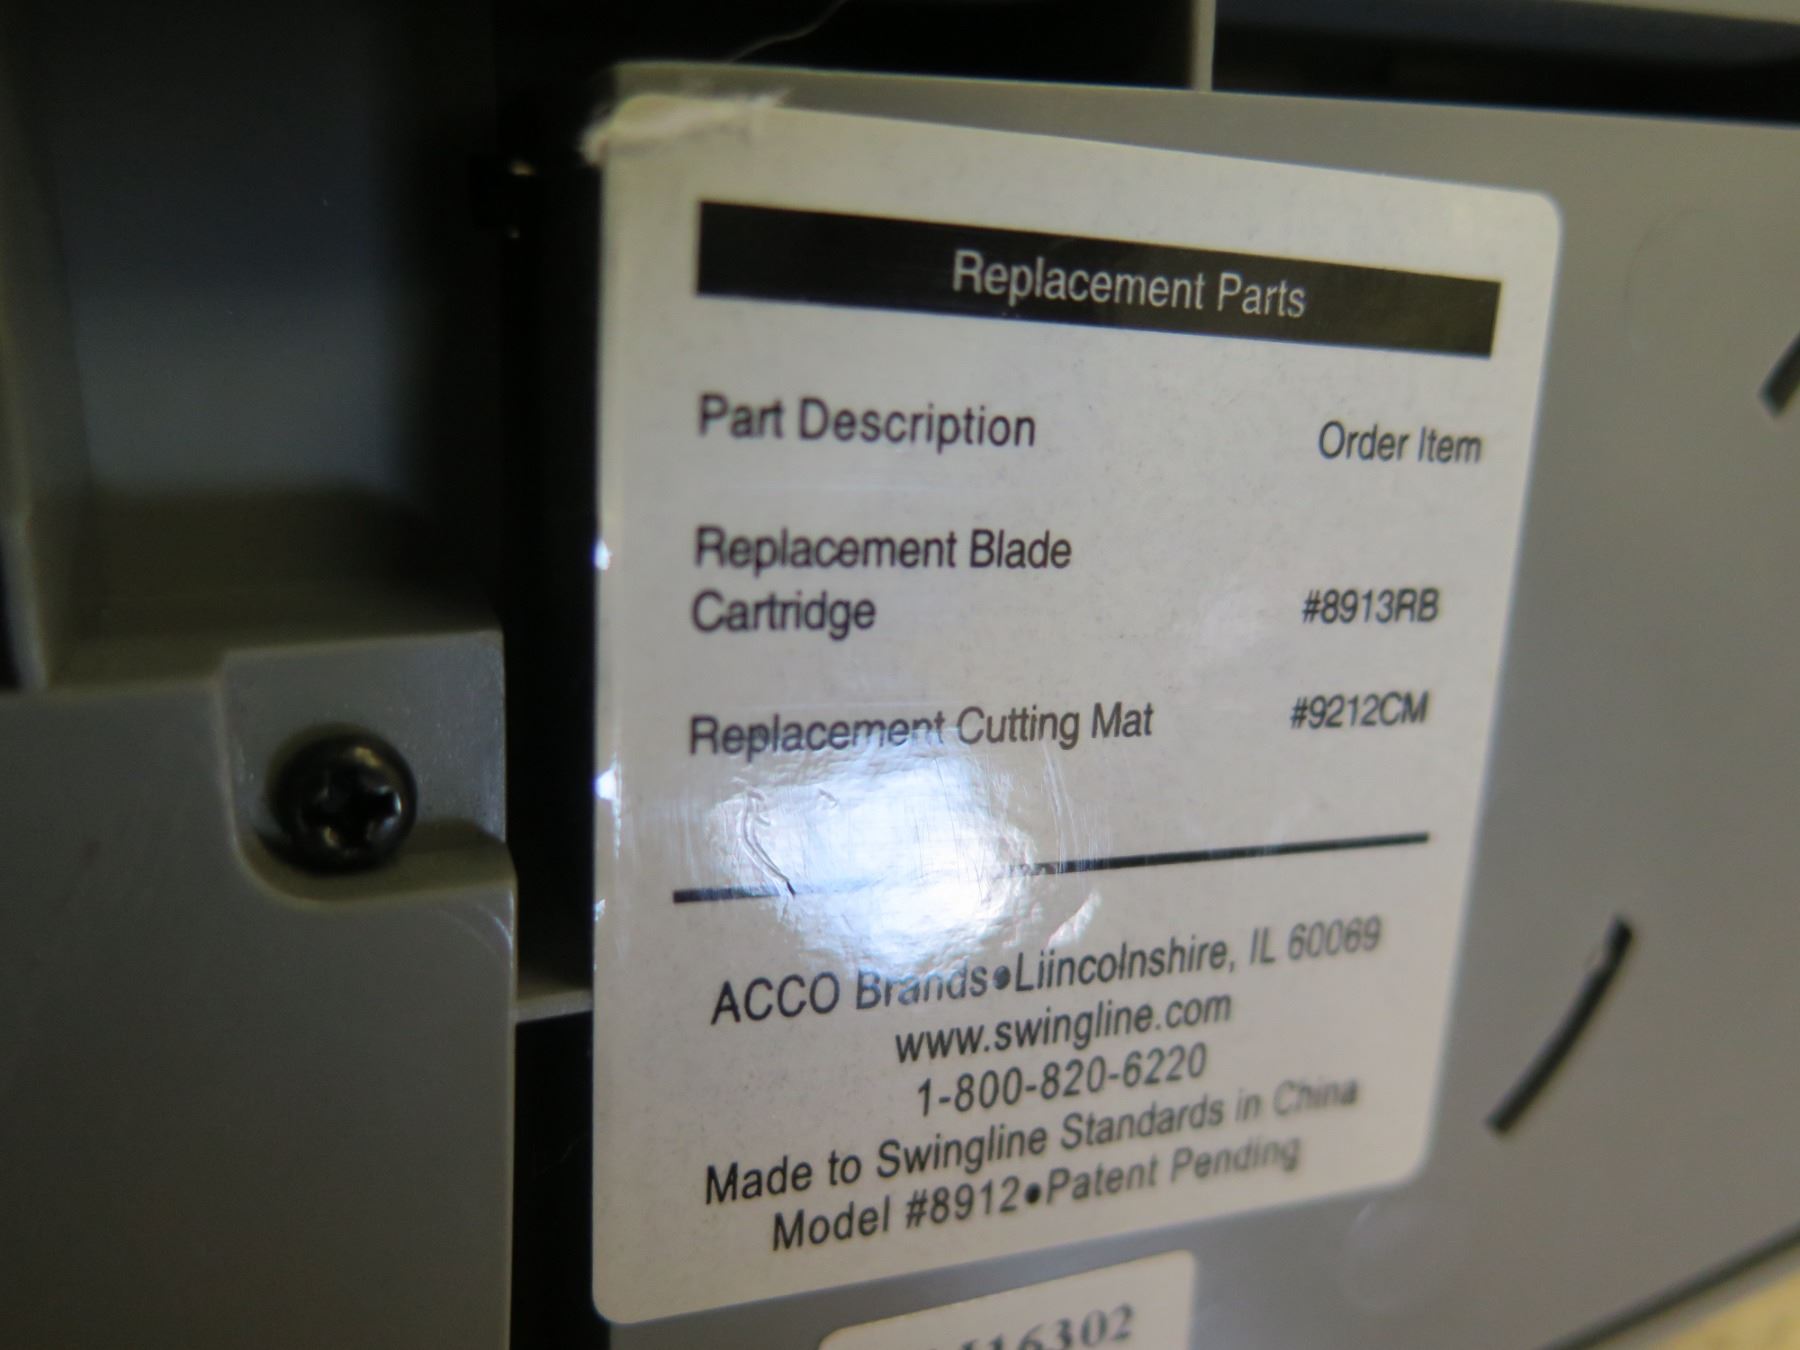 Replacement Parts
Part Description Order Item
Replacement Blade
Cartridge #8913RB
Replacement Cutting Mat #9212CM
ACCO Brands•Liincolnshire, IL 60069
www.swingline.com
1-800-820-6220
Made to Swingline Standards in China
Model #8912•Patent Pending